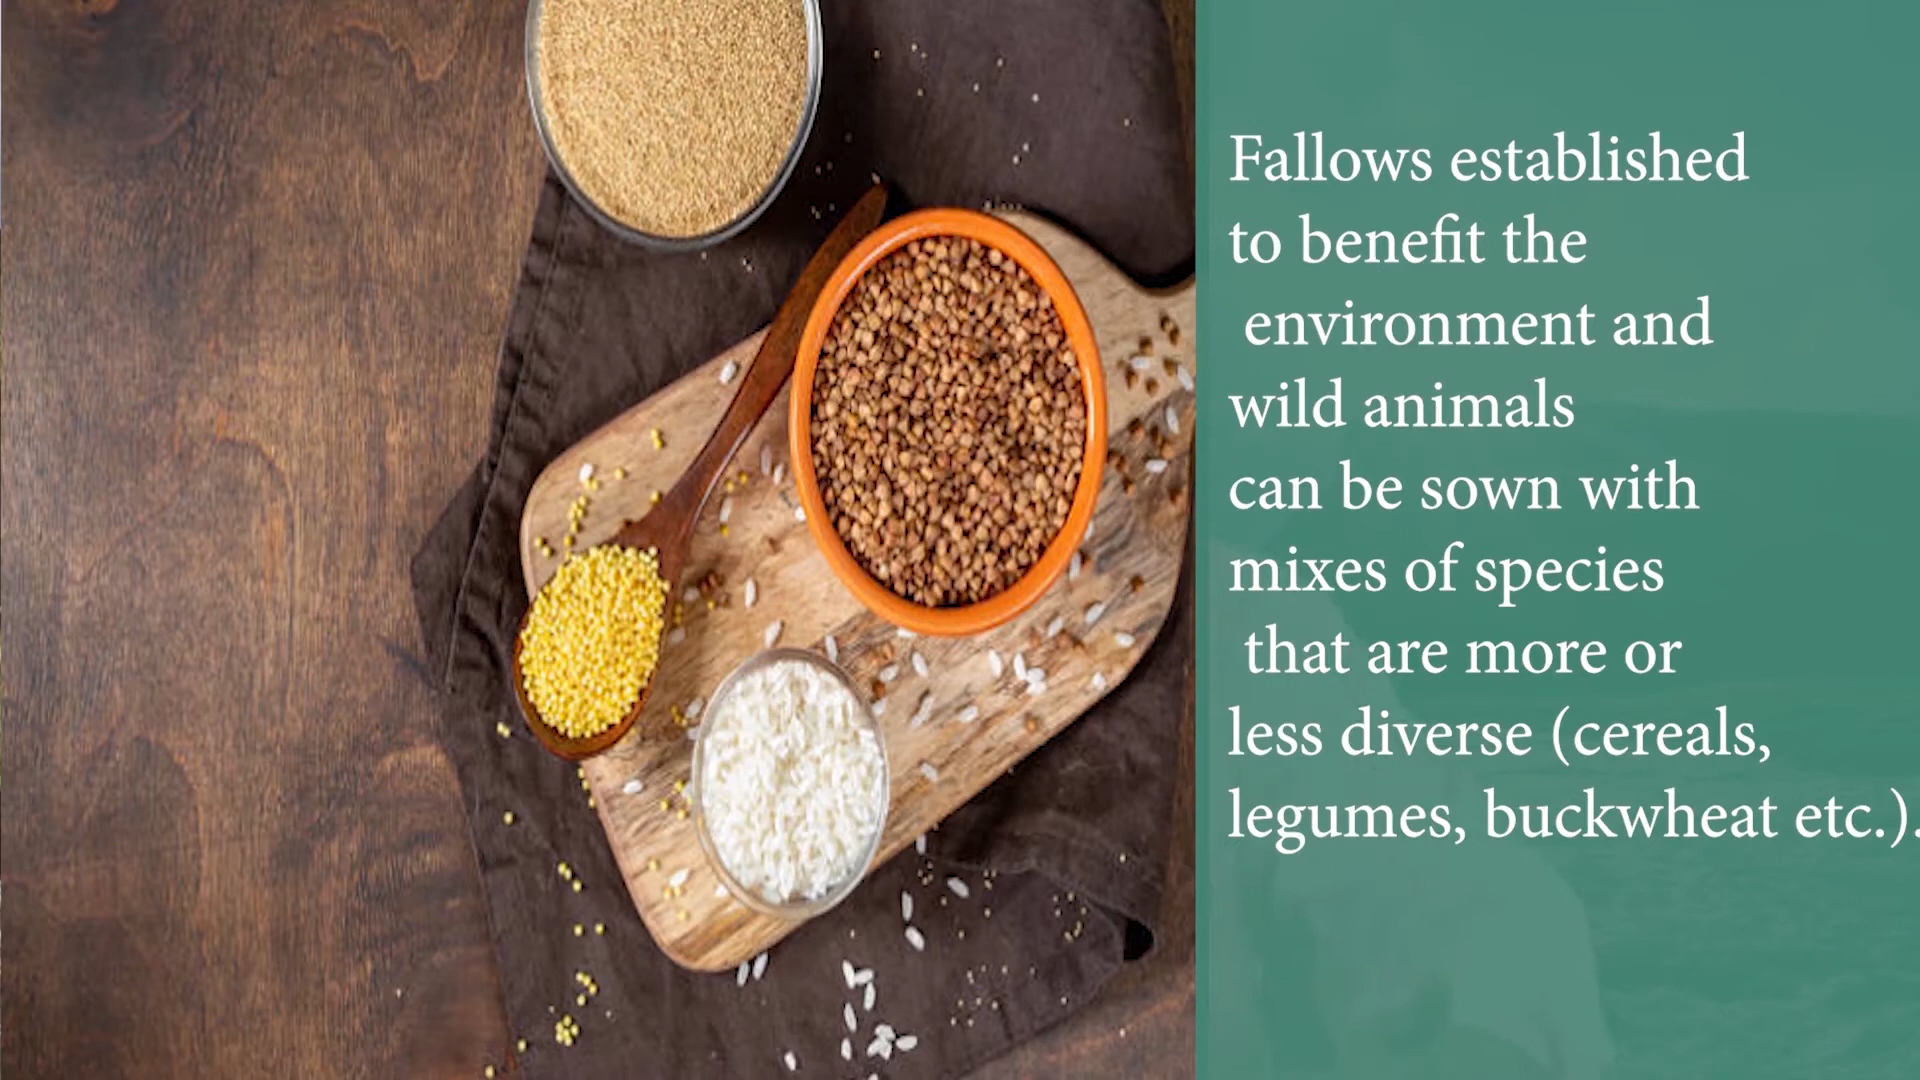 Fallows established
to benefit the
environment and
wild animals
can be sown with
mixes of species
that are more or
less diverse (cereals,
legumes, buckwheat etc.).